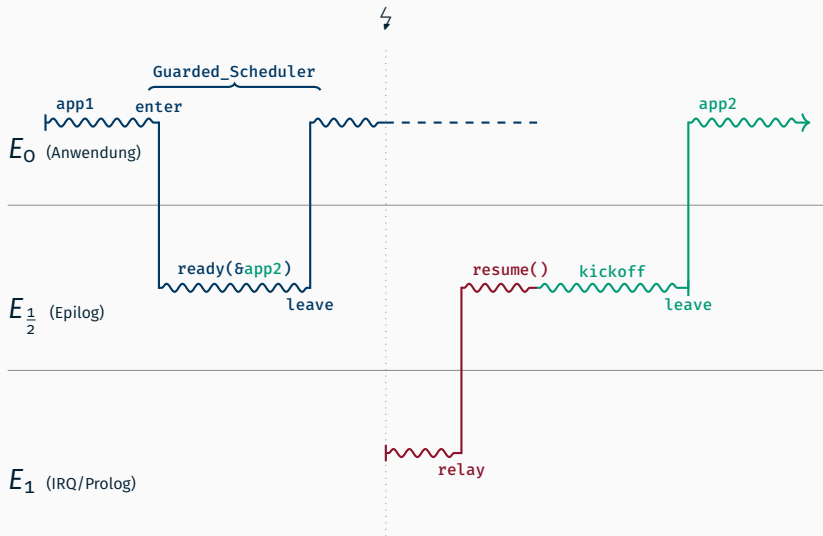 Guarded_Scheduler
app1
enter
app2
E0 (Anwendung)
ready(&app2)
resume()
kickoff
leave
leave
E1/2 (Epilog)
relay
E1 (IRQ/Prolog)